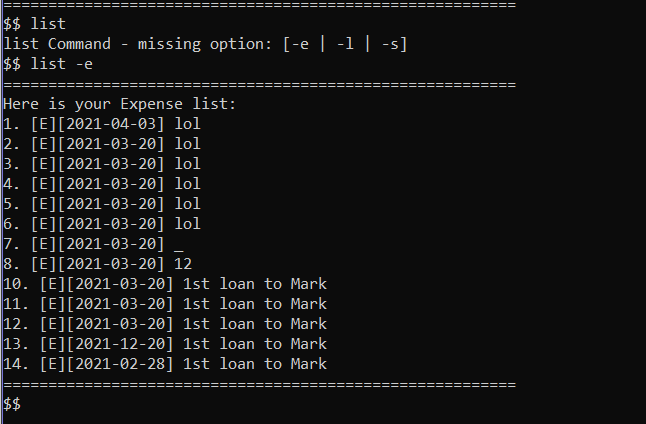 =========================================================
$$ list
list Command - missing option: [-e | -l | -s]
$$ list -e
=========================================================
Here is your Expense list:
1. [E][2021-04-03] lol
2. [E][2021-03-20] lol
3. [E][2021-03-20] lol
4. [E][2021-03-20] lol
5. [E][2021-03-20] lol
6. [E][2021-03-20] lol
7. [E][2021-03-20] _
8. [E][2021-03-20] 12
10. [E][2021-03-20] 1st loan to Mark
11. [E][2021-03-20] 1st loan to Mark
12. [E][2021-03-20] 1st loan to Mark
13. [E][2021-12-20] 1st loan to Mark
14. [E][2021-02-28] 1st loan to Mark
=========================================================
$$